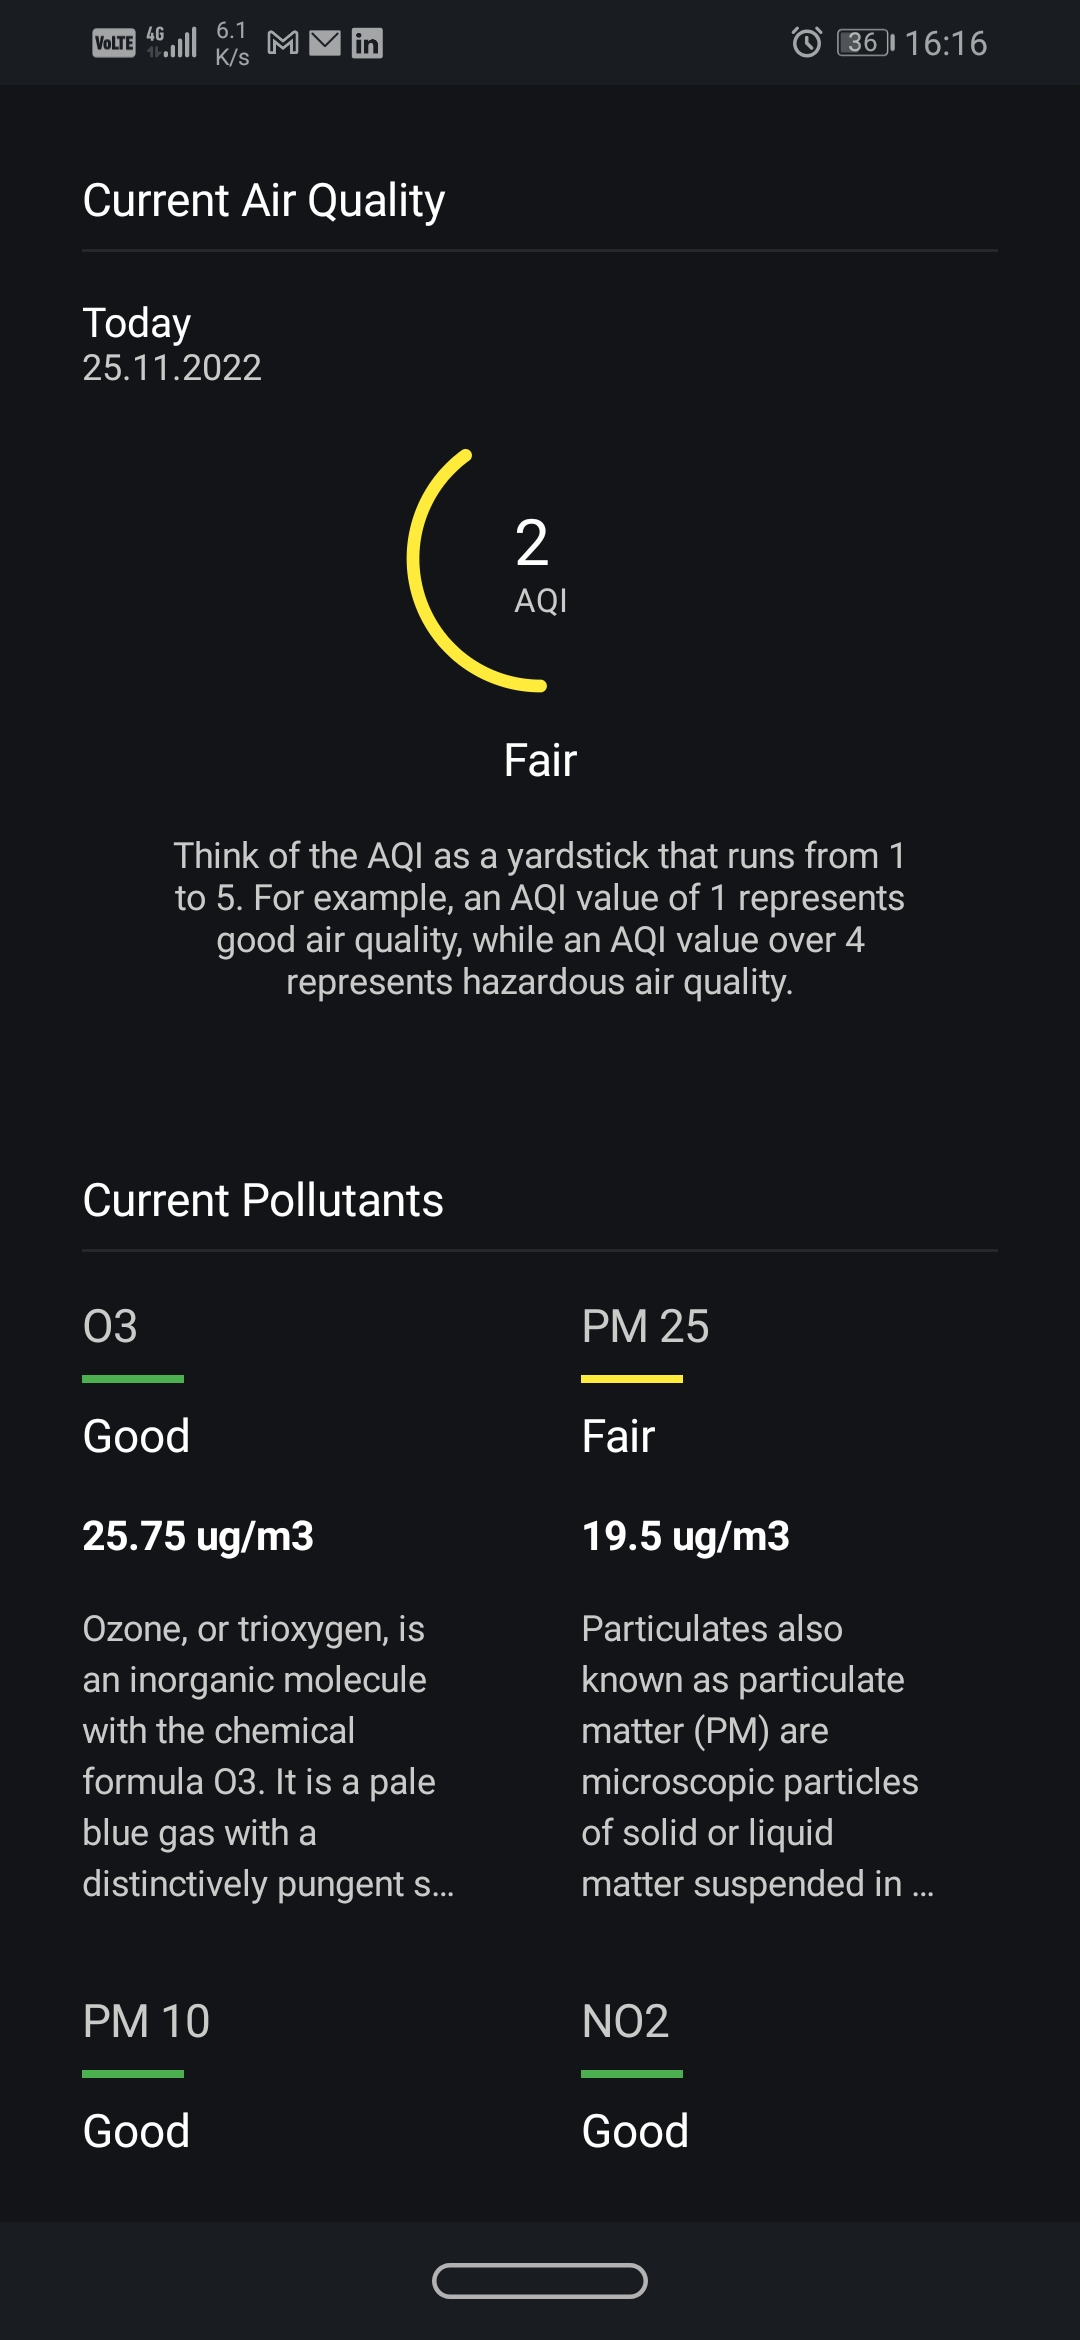 VoLTE 4G 6.1 K/s 36 16:16
Current Air Quality
Today
25.11.2022
2
AQI
Fair
Think of the AQI as a yardstick that runs from 1
to 5. For example, an AQI value of 1 represents
good air quality, while an AQI value over 4
represents hazardous air quality.
Current Pollutants
O3
Good
25.75 ug/m3
Ozone, or trioxygen, is
an inorganic molecule
with the chemical
formula O3. It is a pale
blue gas with a
distinctively pungent s...
PM 25
Fair
19.5 ug/m3
Particulates also
known as particulate
matter (PM) are
microscopic particles
of solid or liquid
matter suspended in ...
PM 10
Good
NO2
Good